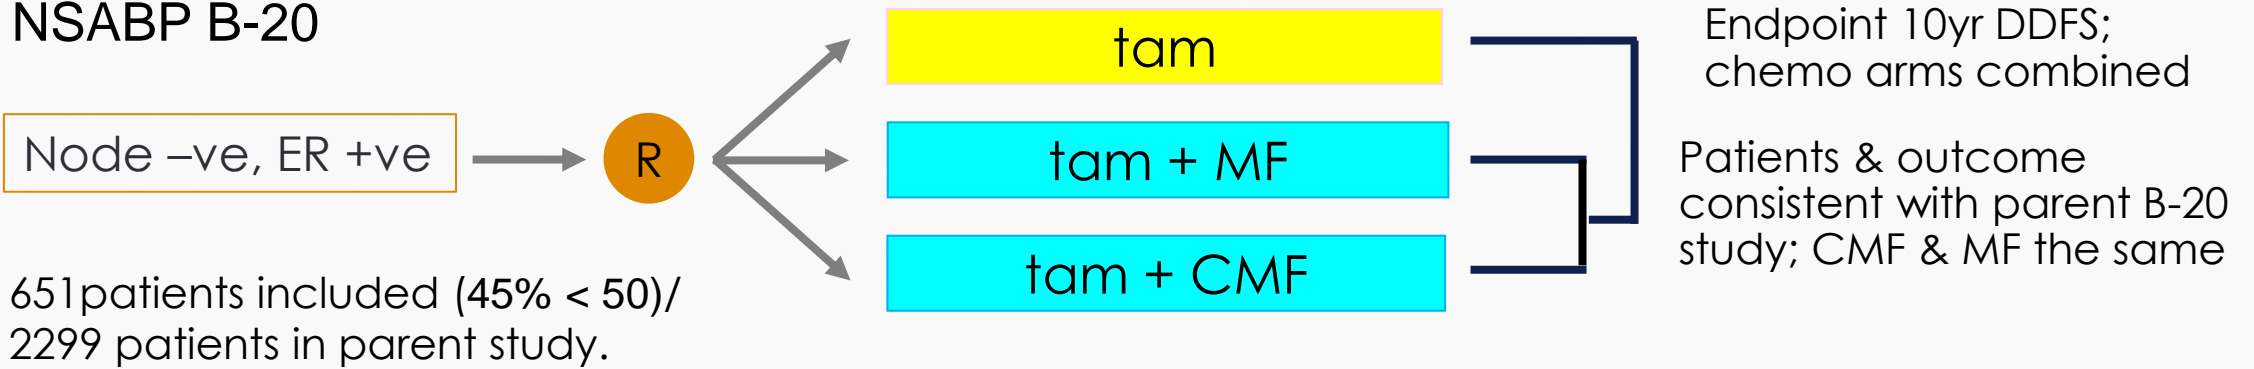 NSABP B-20
Node –ve, ER +ve
R
tam
tam + MF
tam + CMF
Endpoint 10yr DDFS;
chemo arms combined
Patients & outcome
consistent with parent B-20
study; CMF & MF the same
651patients included (45% < 50)/
2299 patients in parent study.